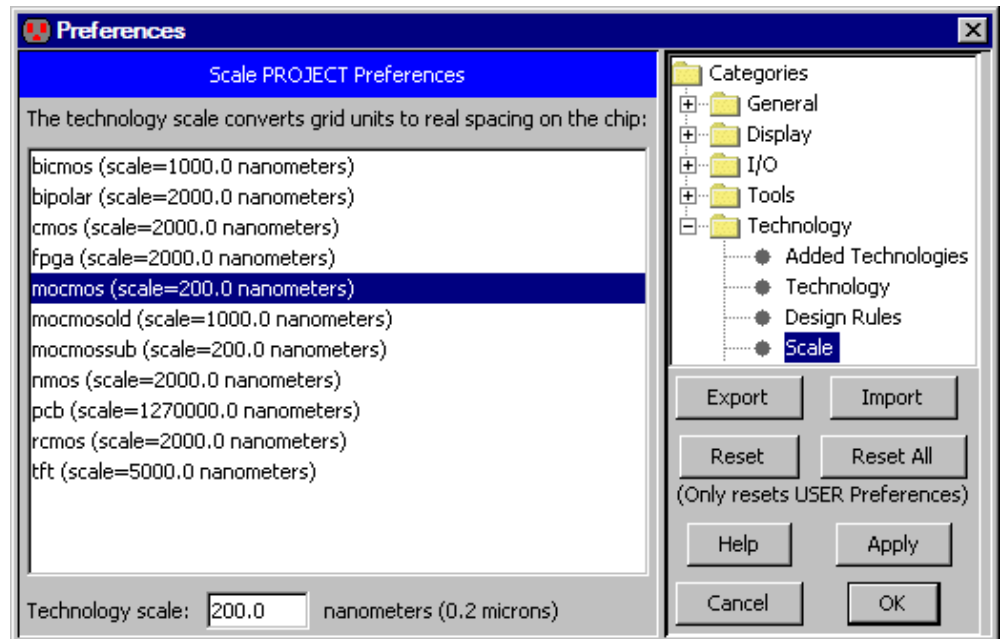 Preferences
Scale PROJECT Preferences
The technology scale converts grid units to real spacing on the chip:
bicmos (scale=1000.0 nanometers)
bipolar (scale=2000.0 nanometers)
cmos (scale=2000.0 nanometers)
fpga (scale=2000.0 nanometers)
mocmos (scale=200.0 nanometers)
mocmosold (scale=1000.0 nanometers)
mocmossub (scale=200.0 nanometers)
nmos (scale=2000.0 nanometers)
pcb (scale=1270000.0 nanometers)
rcmos (scale=2000.0 nanometers)
tft (scale=5000.0 nanometers)
Technology scale: 200.0 nanometers (0.2 microns)
Categories
General
Display
I/O
Tools
Technology
Added Technologies
Technology
Design Rules
Scale
Export Import
Reset Reset All
(Only resets USER Preferences)
Help Apply
Cancel OK